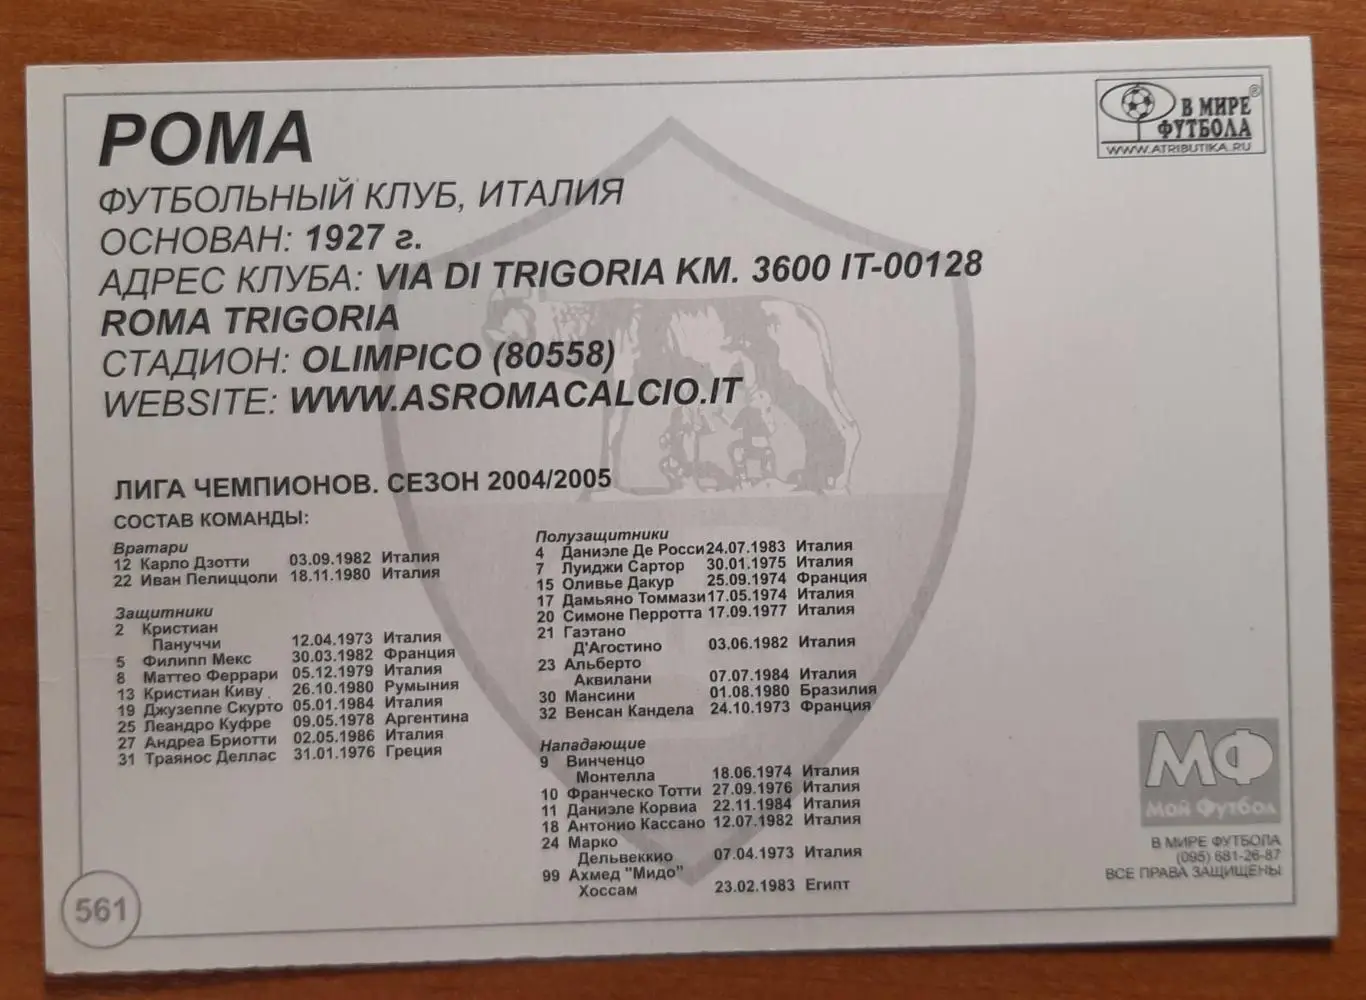 РОМА
ФУТБОЛЬНЫЙ КЛУБ, ИТАЛИЯ
ОСНОВАН: 1927 г.
АДРЕС КЛУБА: VIA DI TRIGORIA KM. 3600 IT-00128
ROMA TRIGORIA
СТАДИОН: OLIMPICO (80558)
WEBSITE: WWW.ASROMACALCIO.IT
В МИРЕ ®
ФУТБОЛА
WWW.ATRIBUTIKA.RU
ЛИГА ЧЕМПИОНОВ. СЕЗОН 2004/2005
СОСТАВ КОМАНДЫ:
Вратари
12 Карло Дзотти 03.09.1982 Италия
22 Иван Пелиццоли 18.11.1980 Италия
Защитники
2 Кристиан
Пануччи 12.04.1973 Италия
5 Филипп Мекс 30.03.1982 Франция
8 Маттео Феррари 05.12.1979 Италия
13 Кристиан Киву 26.10.1980 Румыния
19 Джузеппе Скурто 05.01.1984 Италия
25 Леандро Куфре 09.05.1978 Аргентина
27 Андреа Бриотти 02.05.1986 Италия
31 Траянос Деллас 31.01.1976 Греция
Полузащитники
4 Даниэле Де Росси 24.07.1983 Италия
7 Луиджи Сартор 30.01.1975 Италия
15 Оливье Дакур 25.09.1974 Франция
17 Дамьяно Томмази 17.05.1974 Италия
20 Симоне Перротта 17.09.1977 Италия
21 Гаэтано
Д'Агостино 03.06.1982 Италия
23 Альберто
Аквилани 07.07.1984 Италия
30 Мансини 01.08.1980 Бразилия
32 Венсан Кандела 24.10.1973 Франция
Нападающие
9 Винченцо
Монтелла 18.06.1974 Италия
10 Франческо Тотти 27.09.1976 Италия
11 Даниэле Корвиа 22.11.1984 Италия
18 Антонио Кассано 12.07.1982 Италия
24 Марко
Дельвеккио 07.04.1973 Италия
99 Ахмед "Мидо"
Хоссам 23.02.1983 Египт
МФ
Мой Футбол
В МИРЕ ФУТБОЛА
(095) 681-26-87
ВСЕ ПРАВА ЗАЩИЩЕНЫ
561